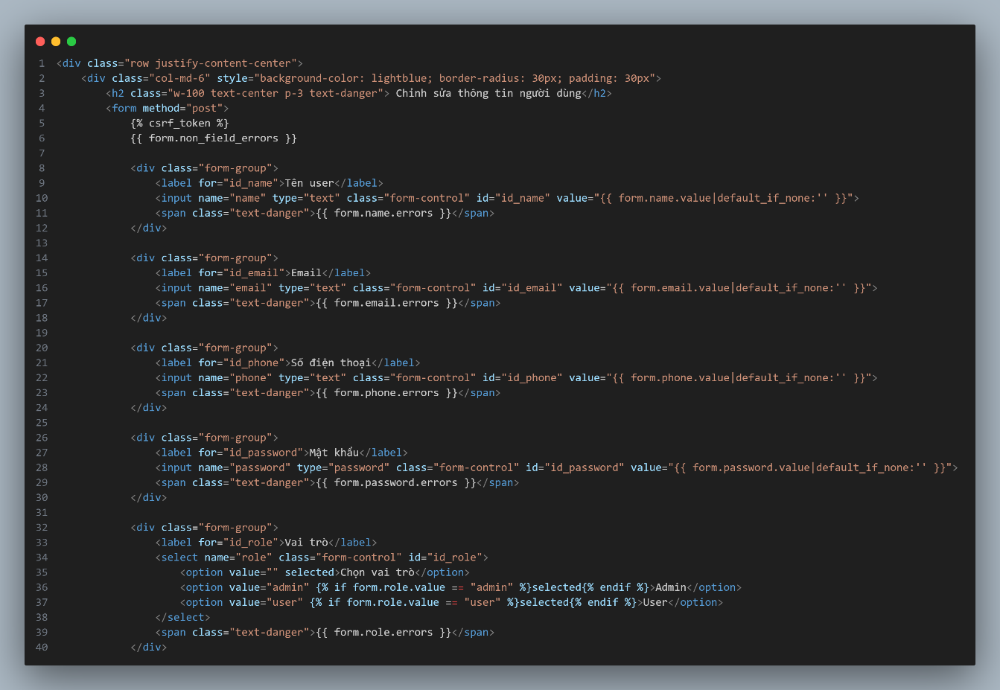 1 <div class="row justify-content-center">
2 <div class="col-md-6" style="background-color: lightblue; border-radius: 30px; padding: 30px">
3 <h2 class="w-100 text-center p-3 text-danger"> Chỉnh sửa thông tin người dùng</h2>
4 <form method="post">
5 {% csrf_token %}
6 {{ form.non_field_errors }}
7
8 <div class="form-group">
9 <label for="id_name">Tên user</label>
10 <input name="name" type="text" class="form-control" id="id_name" value="{{ form.name.value|default_if_none:'' }}">
11 <span class="text-danger">{{ form.name.errors }}</span>
12 </div>
13
14 <div class="form-group">
15 <label for="id_email">Email</label>
16 <input name="email" type="text" class="form-control" id="id_email" value="{{ form.email.value|default_if_none:'' }}">
17 <span class="text-danger">{{ form.email.errors }}</span>
18 </div>
19
20 <div class="form-group">
21 <label for="id_phone">Số điện thoại</label>
22 <input name="phone" type="text" class="form-control" id="id_phone" value="{{ form.phone.value|default_if_none:'' }}">
23 <span class="text-danger">{{ form.phone.errors }}</span>
24 </div>
25
26 <div class="form-group">
27 <label for="id_password">Mật khẩu</label>
28 <input name="password" type="password" class="form-control" id="id_password" value="{{ form.password.value|default_if_none:'' }}">
29 <span class="text-danger">{{ form.password.errors }}</span>
30 </div>
31
32 <div class="form-group">
33 <label for="id_role">Vai trò</label>
34 <select name="role" class="form-control" id="id_role">
35 <option value="" selected>Chọn vai trò</option>
36 <option value="admin" {% if form.role.value == "admin" %}selected{% endif %}>Admin</option>
37 <option value="user" {% if form.role.value == "user" %}selected{% endif %}>User</option>
38 </select>
39 <span class="text-danger">{{ form.role.errors }}</span>
40 </div>